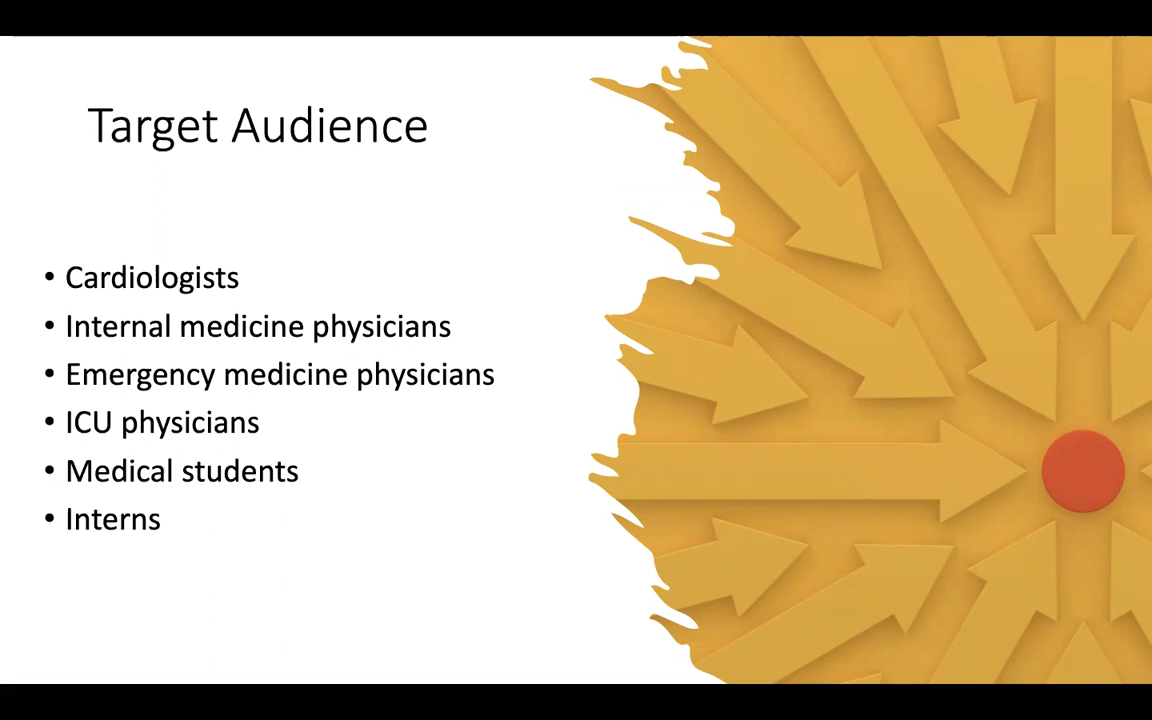 Target Audience
• Cardiologists
• Internal medicine physicians
• Emergency medicine physicians
• ICU physicians
• Medical students
• Interns